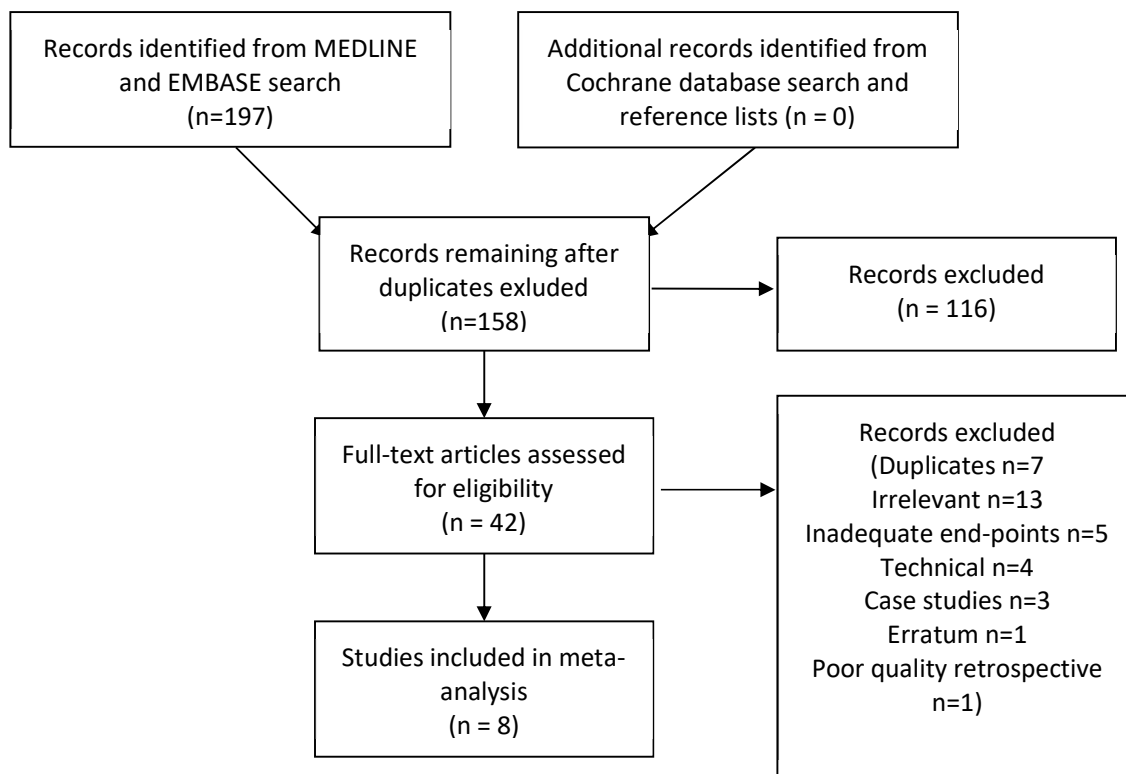 Records identified from MEDLINE
and EMBASE search
(n=197)
Additional records identified from
Cochrane database search and
reference lists (n = 0)
Records remaining after
duplicates exluded
(n=158)
Records excluded
(n = 116)
Full-text articles assessed
for eligibility
(n = 42)
Records excluded
(Duplicates n=7
Irrelevant n=13
Inadequate end-points n=5
Technical n=4
Case studies n=3
Erratum n=1
Poor quality retrospective
n=1)
Studies included in meta-
analysis
(n = 8)